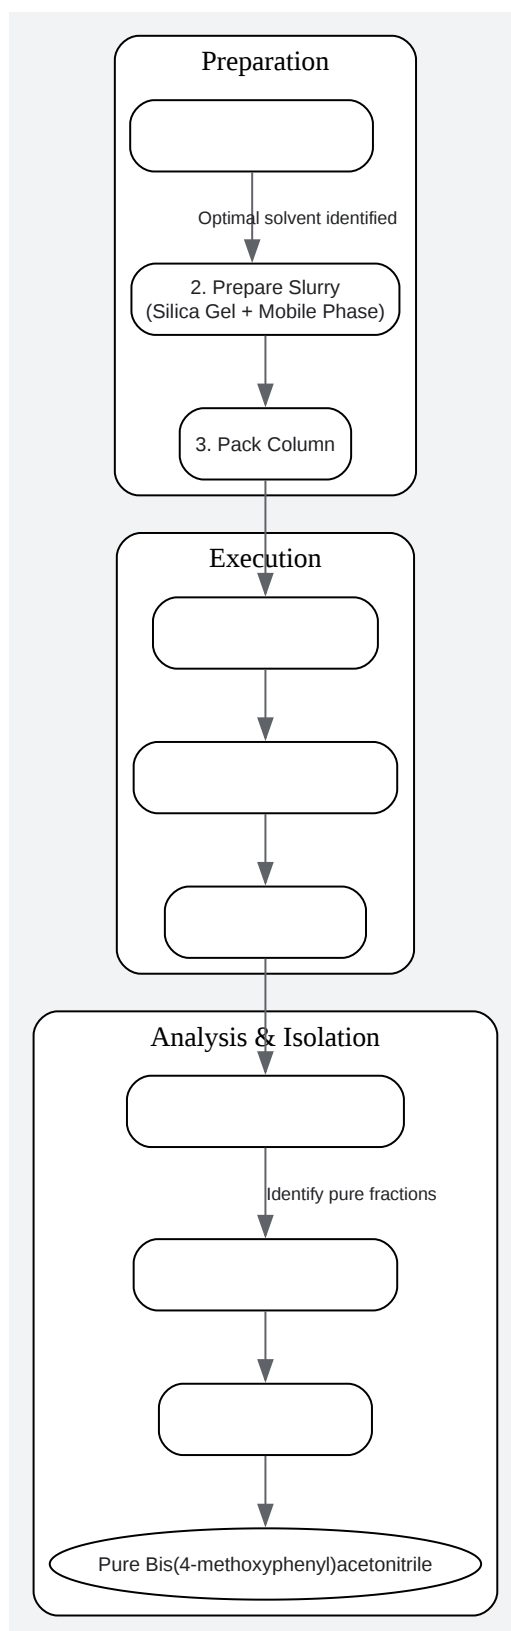 Preparation
Optimal solvent identified
2. Prepare Slurry
(Silica Gel + Mobile Phase)
3. Pack Column
Execution
Analysis & Isolation
Identify pure fractions
Pure Bis(4-methoxyphenyl)acetonitrile